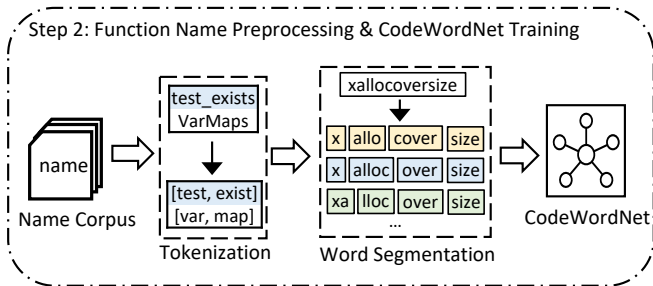 Step 2: Function Name Preprocessing & CodeWordNet Training
name
Name Corpus
test_exists
VarMaps
[test, exist]
[var, map]
Tokenization
xallocoversize
x allo cover size
x alloc over size
xa lloc over size
...
Word Segmentation
CodeWordNet